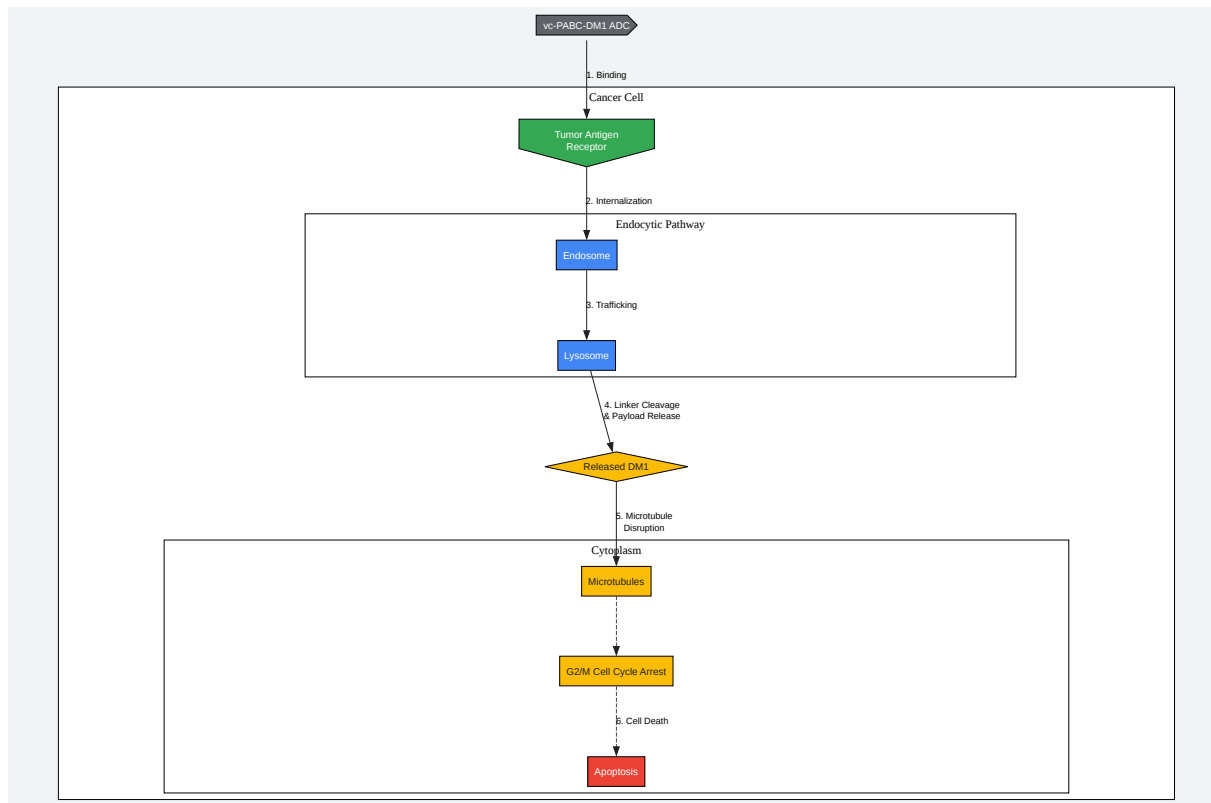 vc-PABC-DM1 ADC
1. Binding
Cancer Cell
Tumor Antigen
Receptor
2. Internalization
Endocytic Pathway
Endosome
3. Trafficking
Lysosome
4. Linker Cleavage
& Payload Release
Released DM1
5. Microtubule
Disruption
Cytoplasm
Microtubules
G2/M Cell Cycle Arrest
6. Cell Death
Apoptosis